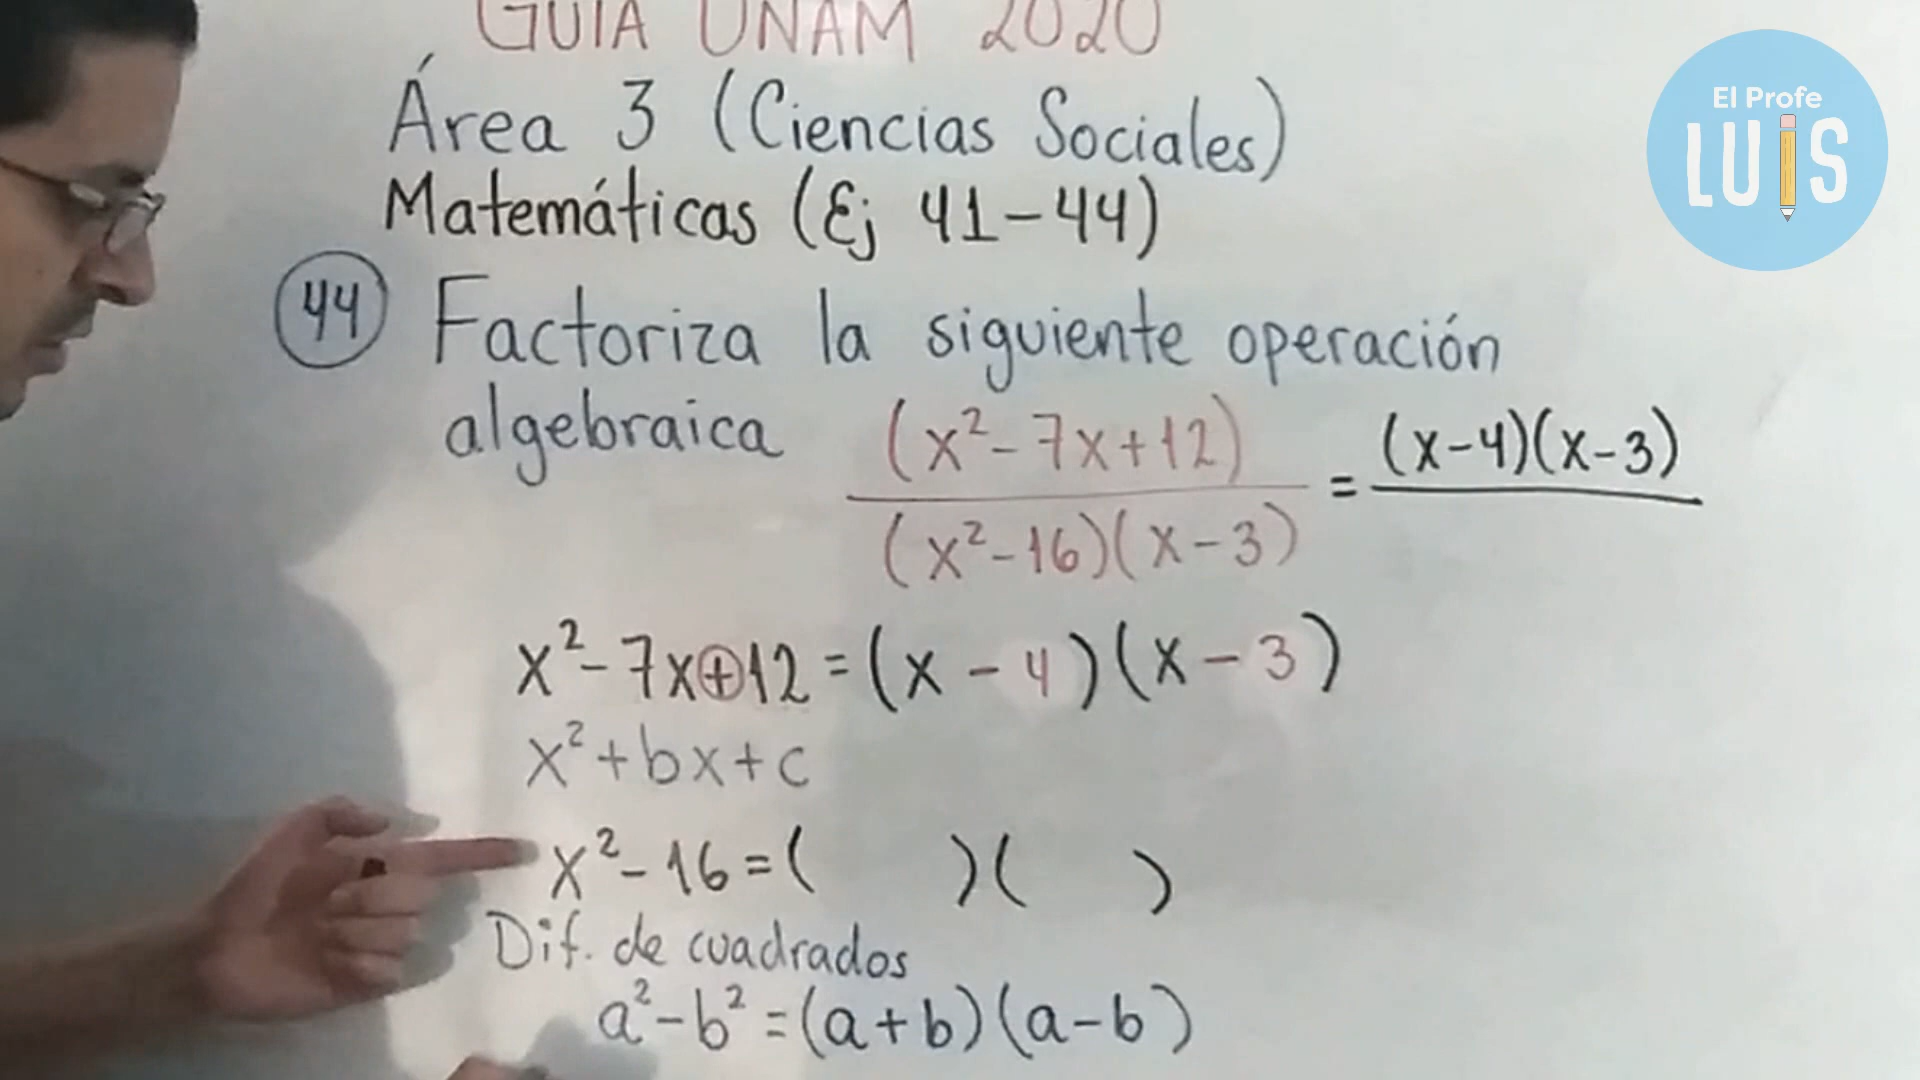 GUIA UNAM 2020
El Profe
LUIS
Área 3 (Ciencias Sociales)
Matemáticas (Ej 41-44)
44 Factoriza la siguiente operación
algebraica (x²-7x+12) = (x-4)(x-3)
(x²-16)(x-3)
x²-7x+12=(x-4)(x-3)
x²+bx+c
x²-16=( )( )
Dif. de cuadrados
a²-b²=(a+b)(a-b)